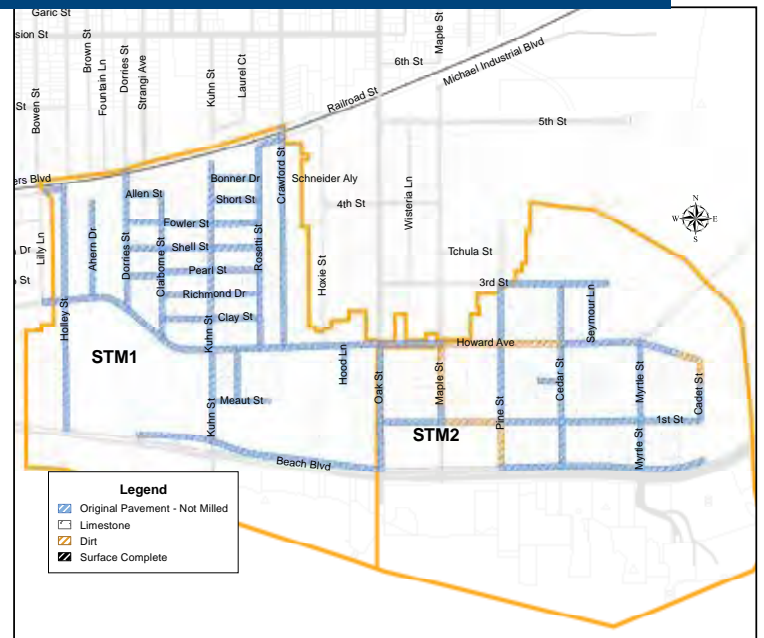 Garic St
sion St
Brown St
Fountain Ln
Dorries St
Strangi Ave
Kuhn St
Laurel Ct
Maple St
6th St
Michael Industrial Blvd
Railroad St
St
Bowen St
5th St
ers Blvd
Bonner Dr
Crawford St
Schneider Aly
Allen St
Short St
4th St
Wisteria Ln
N
W
E
S
Fowler St
Lilly Ln
Ahern Dr
Dorries St
Claiborne St
Shell St
Rosetti St
Hoxie St
Tchula St
Dr
Pearl St
St
3rd St
Richmond Dr
Holley St
Clay St
Kuhn St
Seymour Ln
STM1
Hood Ln
Howard Ave
Oak St
Maple St
Pine St
Cedar St
Myrtle St
Cadet St
Meaut St
1st St
Kuhn St
STM2
Myrtle St
Beach Blvd
Legend
Original Pavement - Not Milled
Limestone
Dirt
Surface Complete